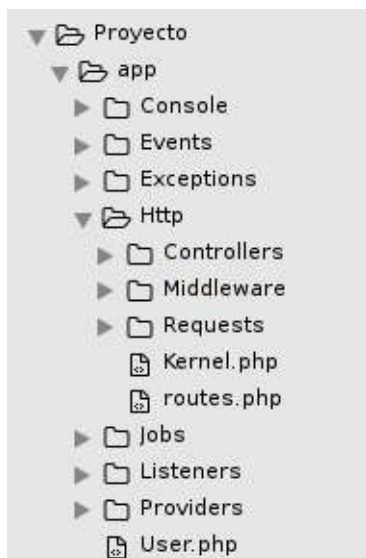 Proyecto
app
Console
Events
Exceptions
Http
Controllers
Middleware
Requests
Kernel.php
routes.php
Jobs
Listeners
Providers
User.php